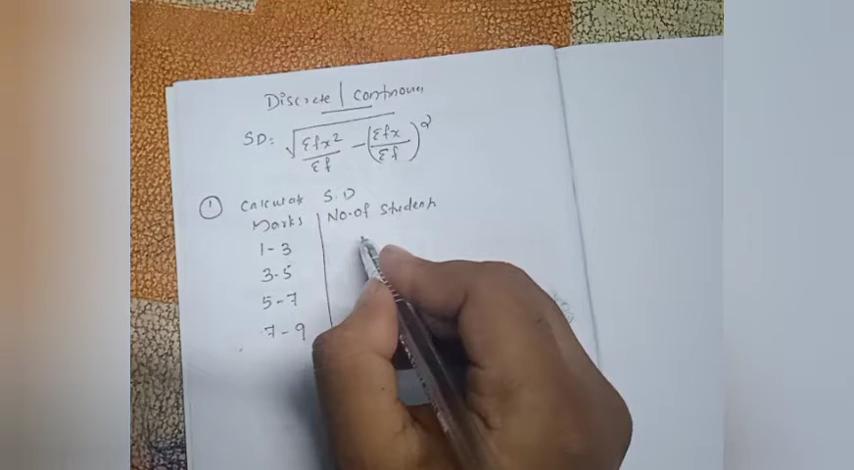 Discrete | Continous
SD: √Σfx²/Σf - (Σfx/Σf)²
① Calculate S.D
Marks | No. of Students
1-3
3-5
5-7
7-9